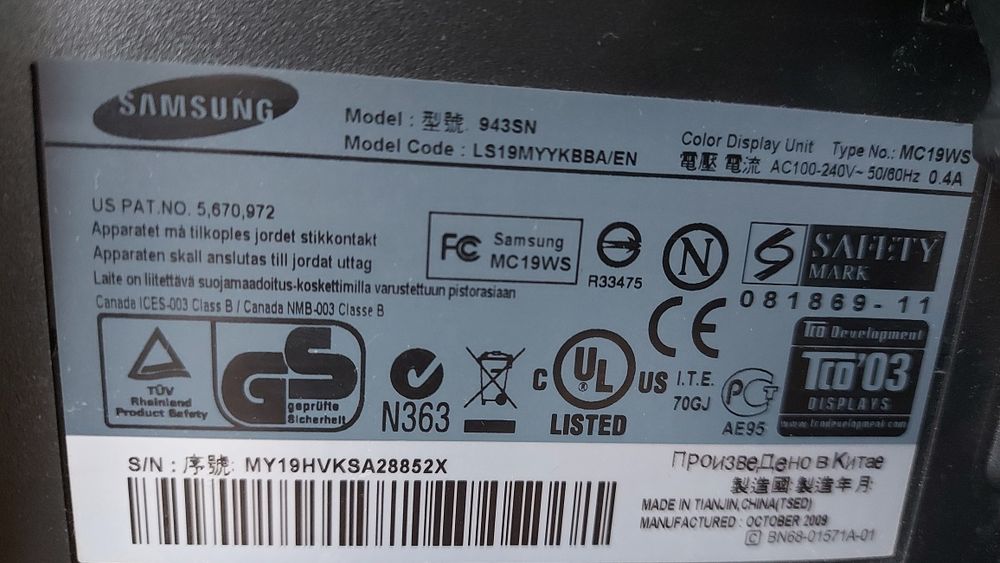 SAMSUNG
Model : 型號 943SN
Model Code : LS19MYYKBBA/EN
Color Display Unit Type No.: MC19WS
電壓 電流 AC100-240V~ 50/60Hz 0.4A
US PAT.NO. 5,670,972
Apparatet må tilkoples jordet stikkontakt
Apparaten skall anslutas till jordat uttag
Laite on liitettävä suojamaadoitus-koskettimilla varustettuun pistorasiaan
Canada ICES-003 Class B / Canada NMB-003 Classe B
FC Samsung
MC19WS
R33475
N
S SAFETY
MARK
081869-11
CE
TÜV
Rheinland
Product Safety
GS
geprüfte
Sicherheit
N363
C UL US
®
LISTED
I.T.E.
70GJ
PCT
AE95
TCO Development
TCO'03
DISPLAYS
www.tcodevelopment.com
S/N : 序號: MY19HVKSA28852X
Произведено в Китае
製造國 製造年月
MADE IN TIANJIN,CHINA(TSED)
MANUFACTURED : OCTOBER 2009
C BN68-01571A-01